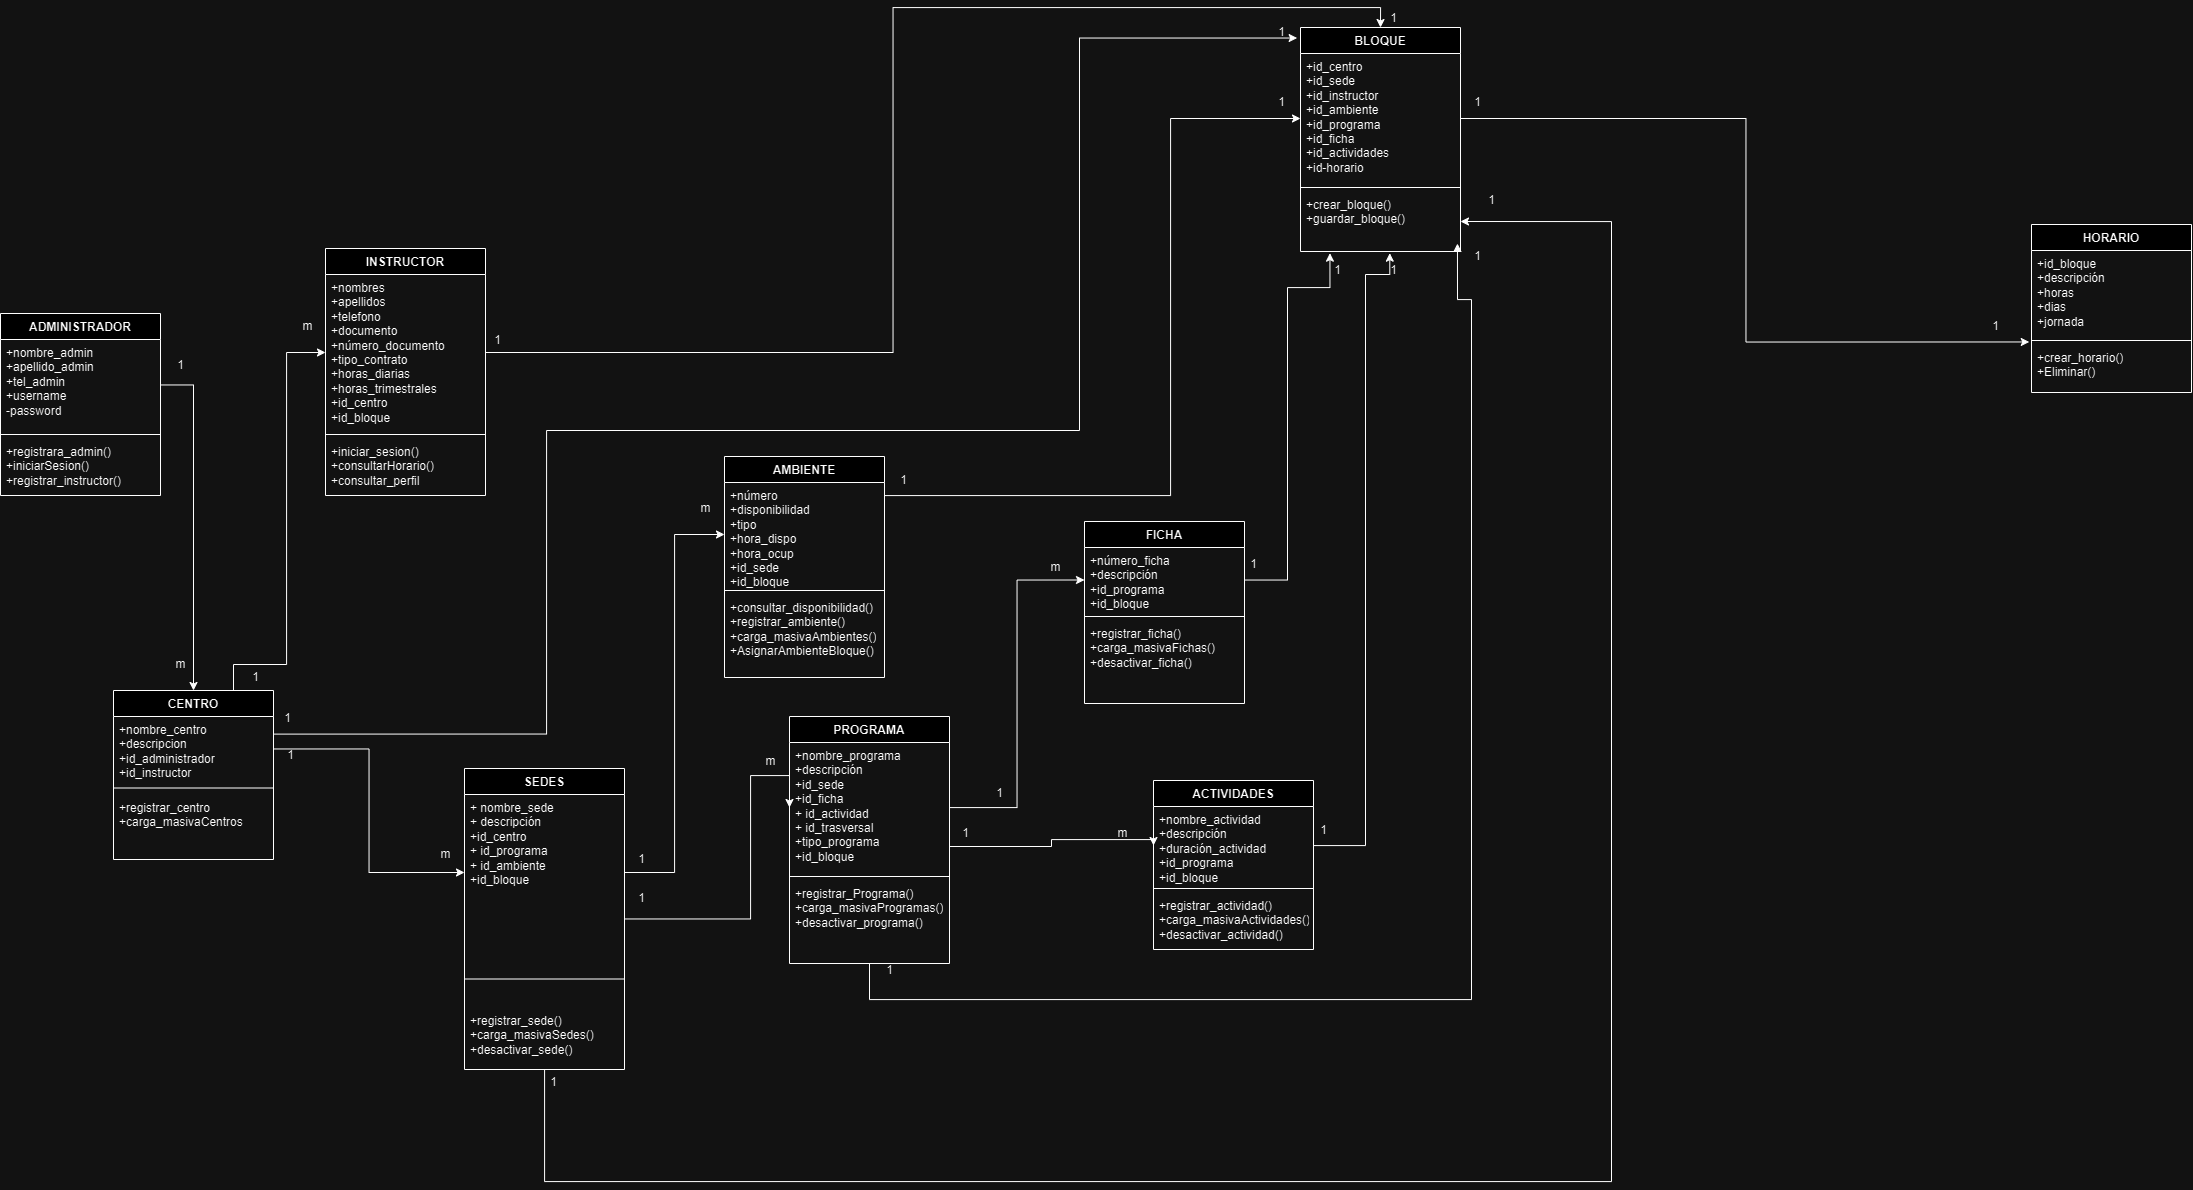 1
BLOQUE
+id_centro
+id_sede
+id_instructor
+id_ambiente
+id_programa
+id_ficha
+id_actividades
+id-horario
+crear_bloque()
+guardar_bloque()
1
1
1
1
1
1
1
HORARIO
+id_bloque
+descripción
+horas
+dias
+jornada
+crear_horario()
+Eliminar()
1
INSTRUCTOR
+nombres
+apellidos
+telefono
+documento
+número_documento
+tipo_contrato
+horas_diarias
+horas_trimestrales
+id_centro
+id_bloque
+iniciar_sesion()
+consultarHorario()
+consultar_perfil
m
1
ADMINISTRADOR
+nombre_admin
+apellido_admin
+tel_admin
+username
-password
+registrara_admin()
+iniciarSesion()
+registrar_instructor()
1
m
1
CENTRO
+nombre_centro
+descripcion
+id_administrador
+id_instructor
+registrar_centro
+carga_masivaCentros
1
1
AMBIENTE
+número
+disponibilidad
+tipo
+hora_dispo
+hora_ocup
+id_sede
+id_bloque
+consultar_disponibilidad()
+registrar_ambiente()
+carga_masivaAmbientes()
+AsignarAmbienteBloque()
m
1
FICHA
+número_ficha
+descripción
+id_programa
+id_bloque
+registrar_ficha()
+carga_masivaFichas()
+desactivar_ficha()
m
1
SEDES
+ nombre_sede
+ descripción
+id_centro
+ id_programa
+ id_ambiente
+id_bloque
+registrar_sede()
+carga_masivaSedes()
+desactivar_sede()
m
1
1
1
PROGRAMA
+nombre_programa
+descripción
+id_sede
+id_ficha
+ id_actividad
+ id_trasversal
+tipo_programa
+id_bloque
+registrar_Programa()
+carga_masivaProgramas()
+desactivar_programa()
m
1
1
1
ACTIVIDADES
+nombre_actividad
+descripción
+duración_actividad
+id_programa
+id_bloque
+registrar_actividad()
+carga_masivaActividades()
+desactivar_actividad()
m
1